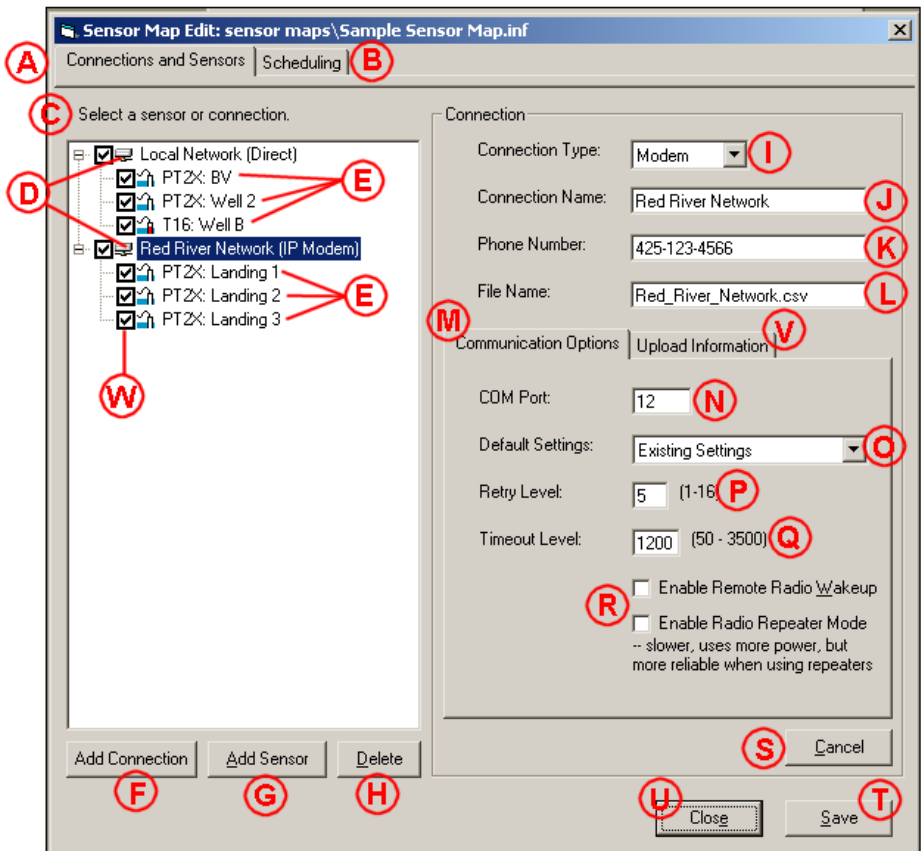 Sensor Map Edit: sensor maps\Sample Sensor Map.inf
A Connections and Sensors Scheduling B
C Select a sensor or connection.
D
Local Network (Direct)
PT2X: BV
PT2X: Well 2
T16: Well B
E
Red River Network (IP Modem)
PT2X: Landing 1
PT2X: Landing 2
PT2X: Landing 3
E
W
Add Connection Add Sensor Delete
F G H
Connection
Connection Type: Modem I
Connection Name: Red River Network J
Phone Number: 425-123-4566 K
File Name: Red_River_Network.csv L
M V
Communication Options Upload Information
COM Port: 12 N
Default Settings: Existing Settings O
Retry Level: 5 (1-16) P
Timeout Level: 1200 (50 - 3500) Q
R
Enable Remote Radio Wakeup
Enable Radio Repeater Mode
-- slower, uses more power, but
more reliable when using repeaters
S Cancel
U T
Close Save